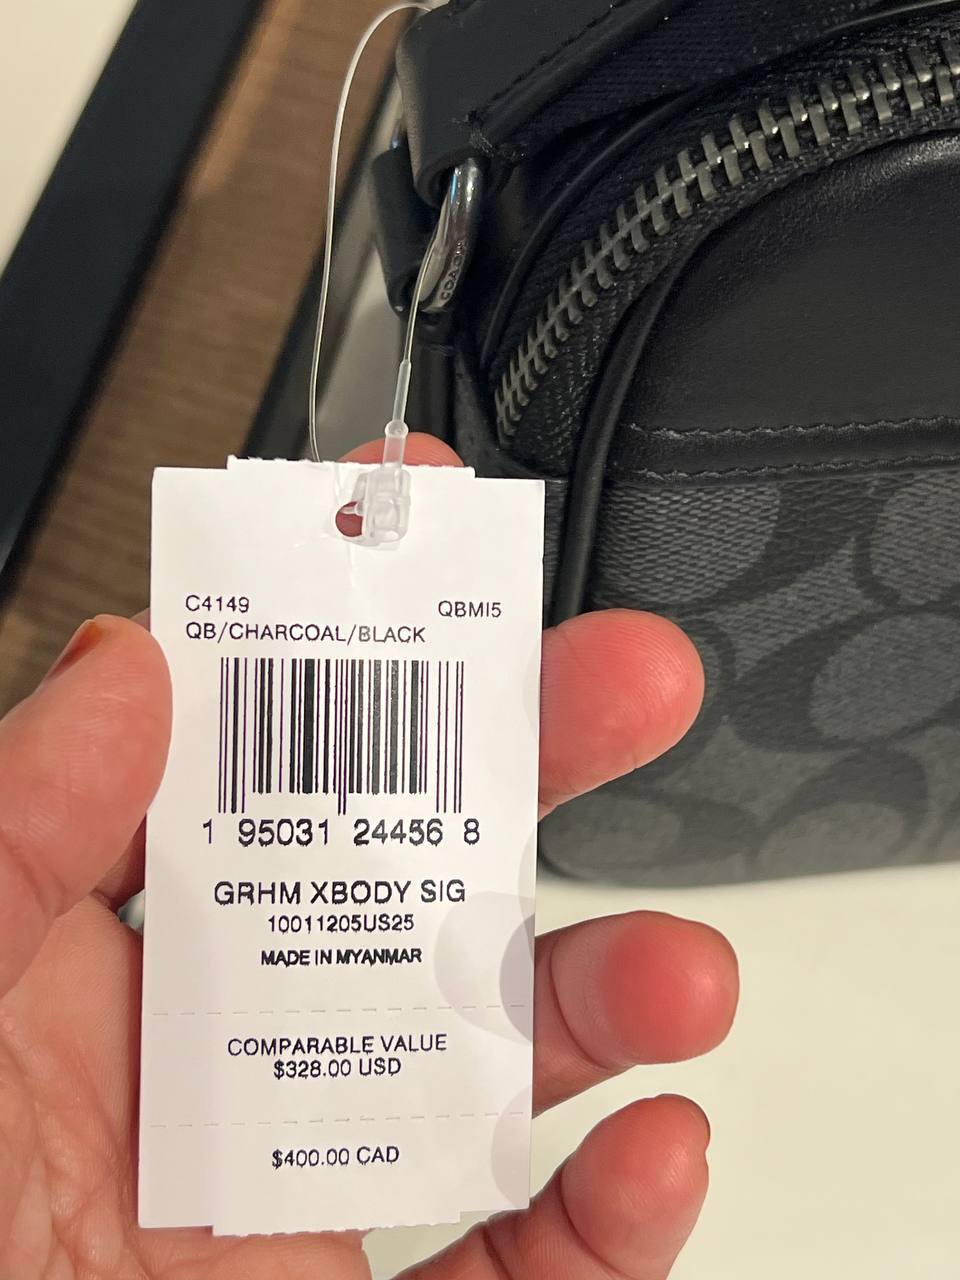 COACH
C4149 QBMI5
QB/CHARCOAL/BLACK
1 95031 24456 8
GRHM XBODY SIG
10011205US25
MADE IN MYANMAR
COMPARABLE VALUE
$328.00 USD
$400.00 CAD